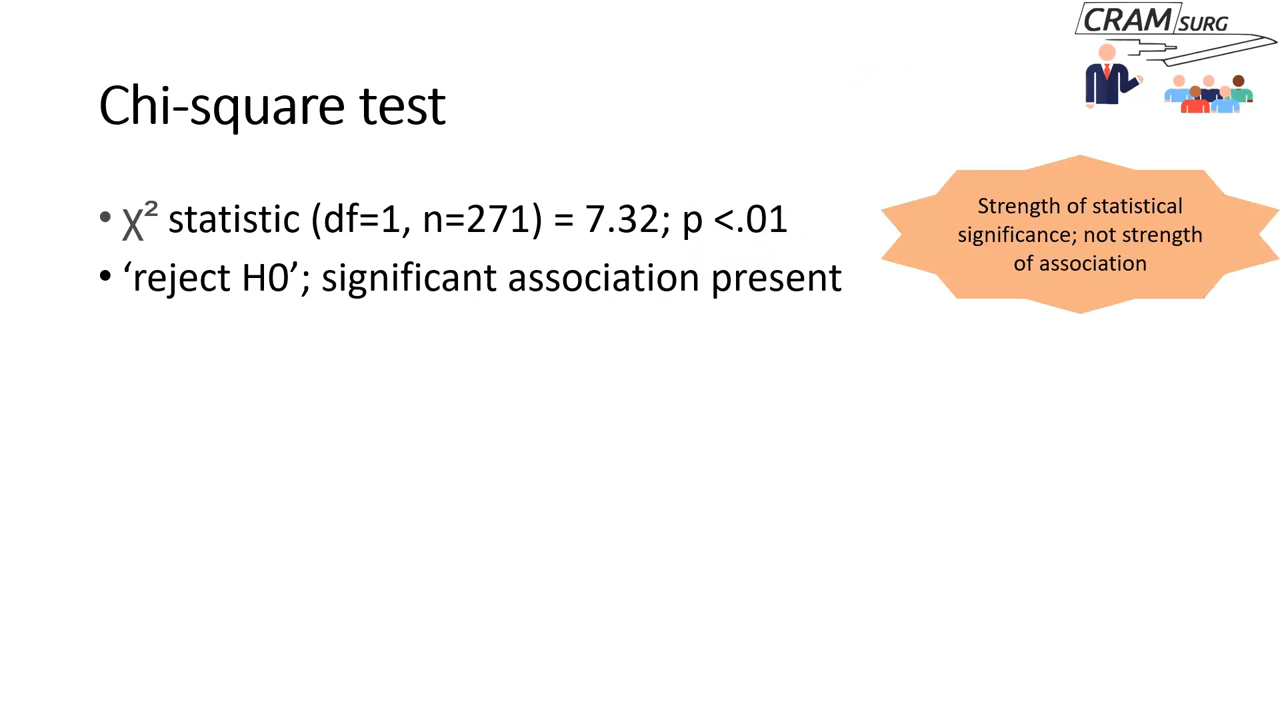 CRAM SURG
Chi-square test
• χ² statistic (df=1, n=271) = 7.32; p <.01
• ‘reject H0’; significant association present
Strength of statistical
significance; not strength
of association